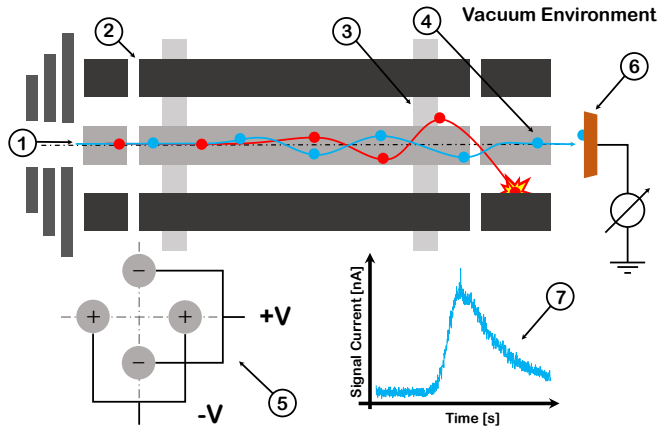 Vacuum Environment
2
3
4
6
1
−
+
+
−
+V
-V
5
Signal Current [nA]
7
Time [s]